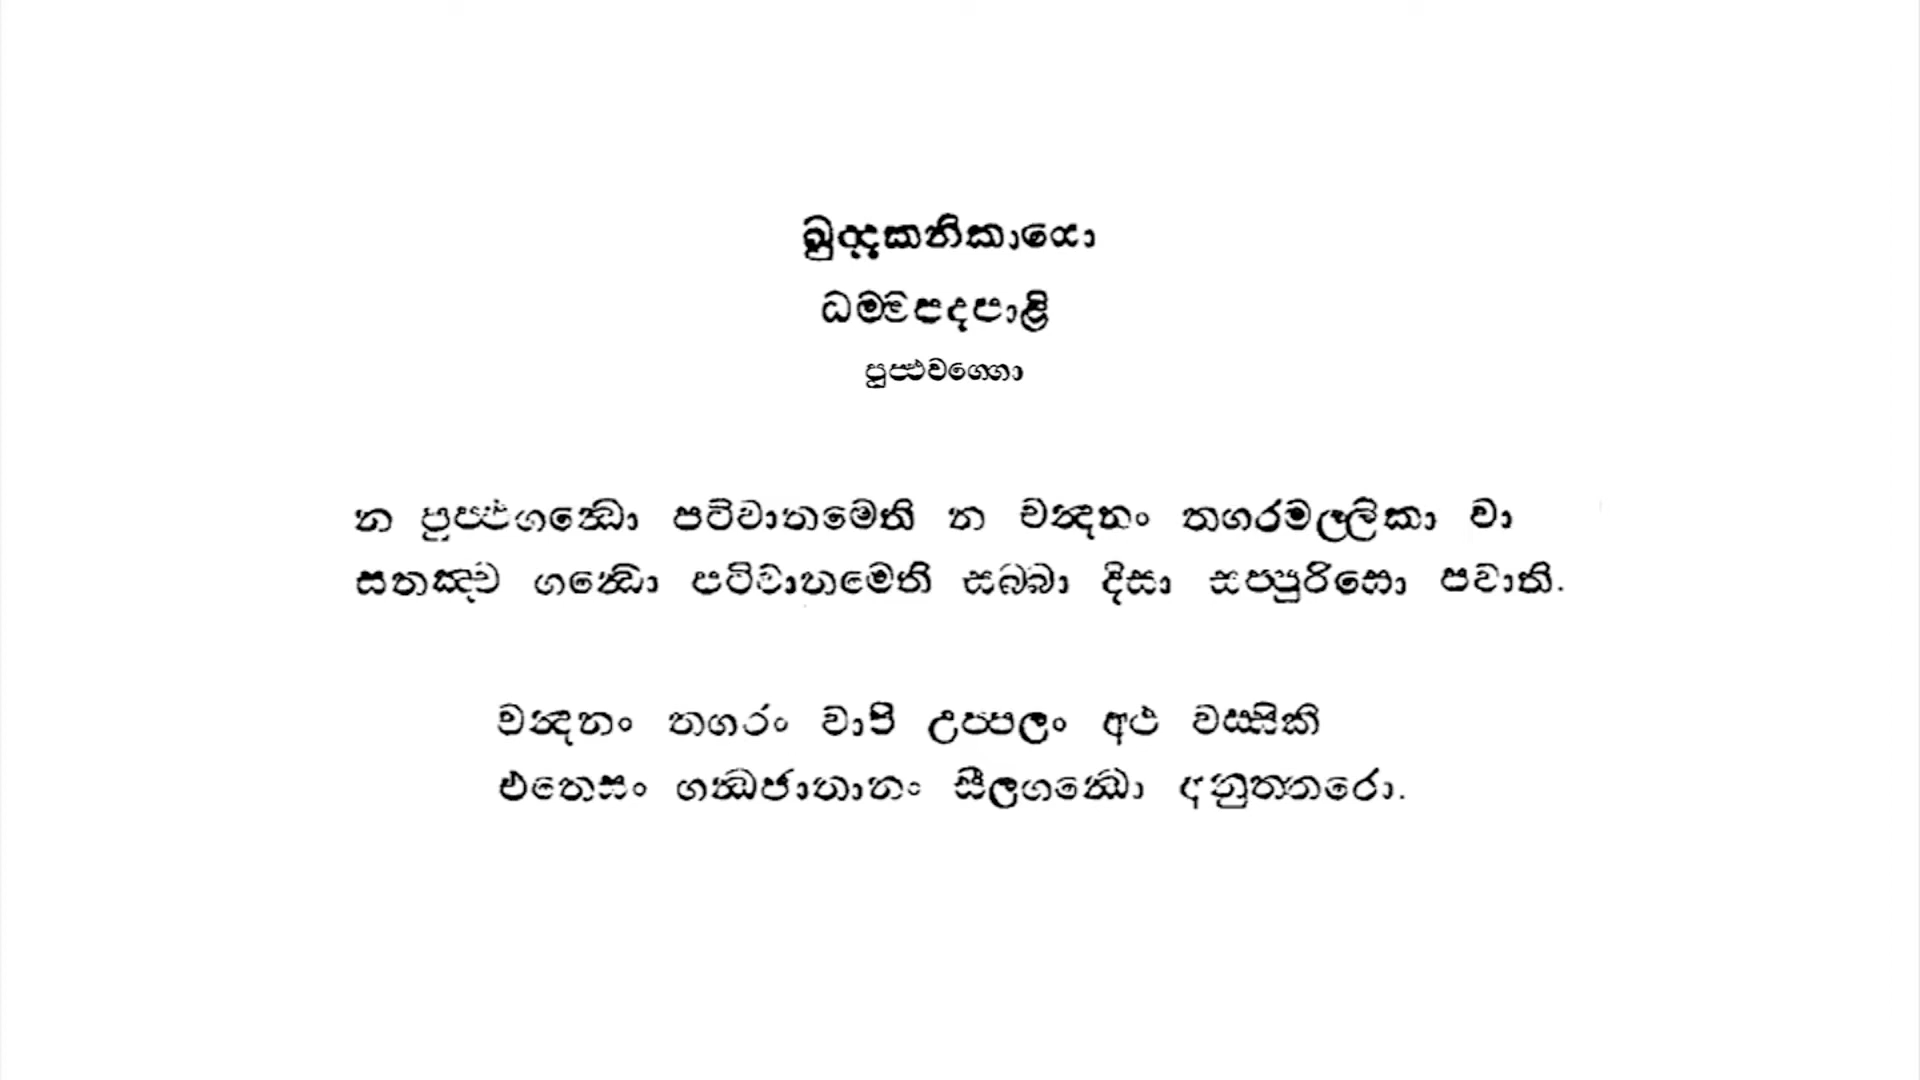 ඛුද්දකනිකායො
ධම්මපදපාළි
පුප්ඵවග්ගො
න පුප්ඵගන්ධො පටිවාතමෙති න චන්දනං තගරමල්ලිකා වා
සතඤ්ච ගන්ධො පටිවාතමෙති සබ්බා දිසා සප්පුරිසො පවාති.
චන්දනං තගරං වාපි උප්පලං අථ වස්සිකි
එතෙසං ගන්ධජාතානං සීලගන්ධො අනුත්තරො.